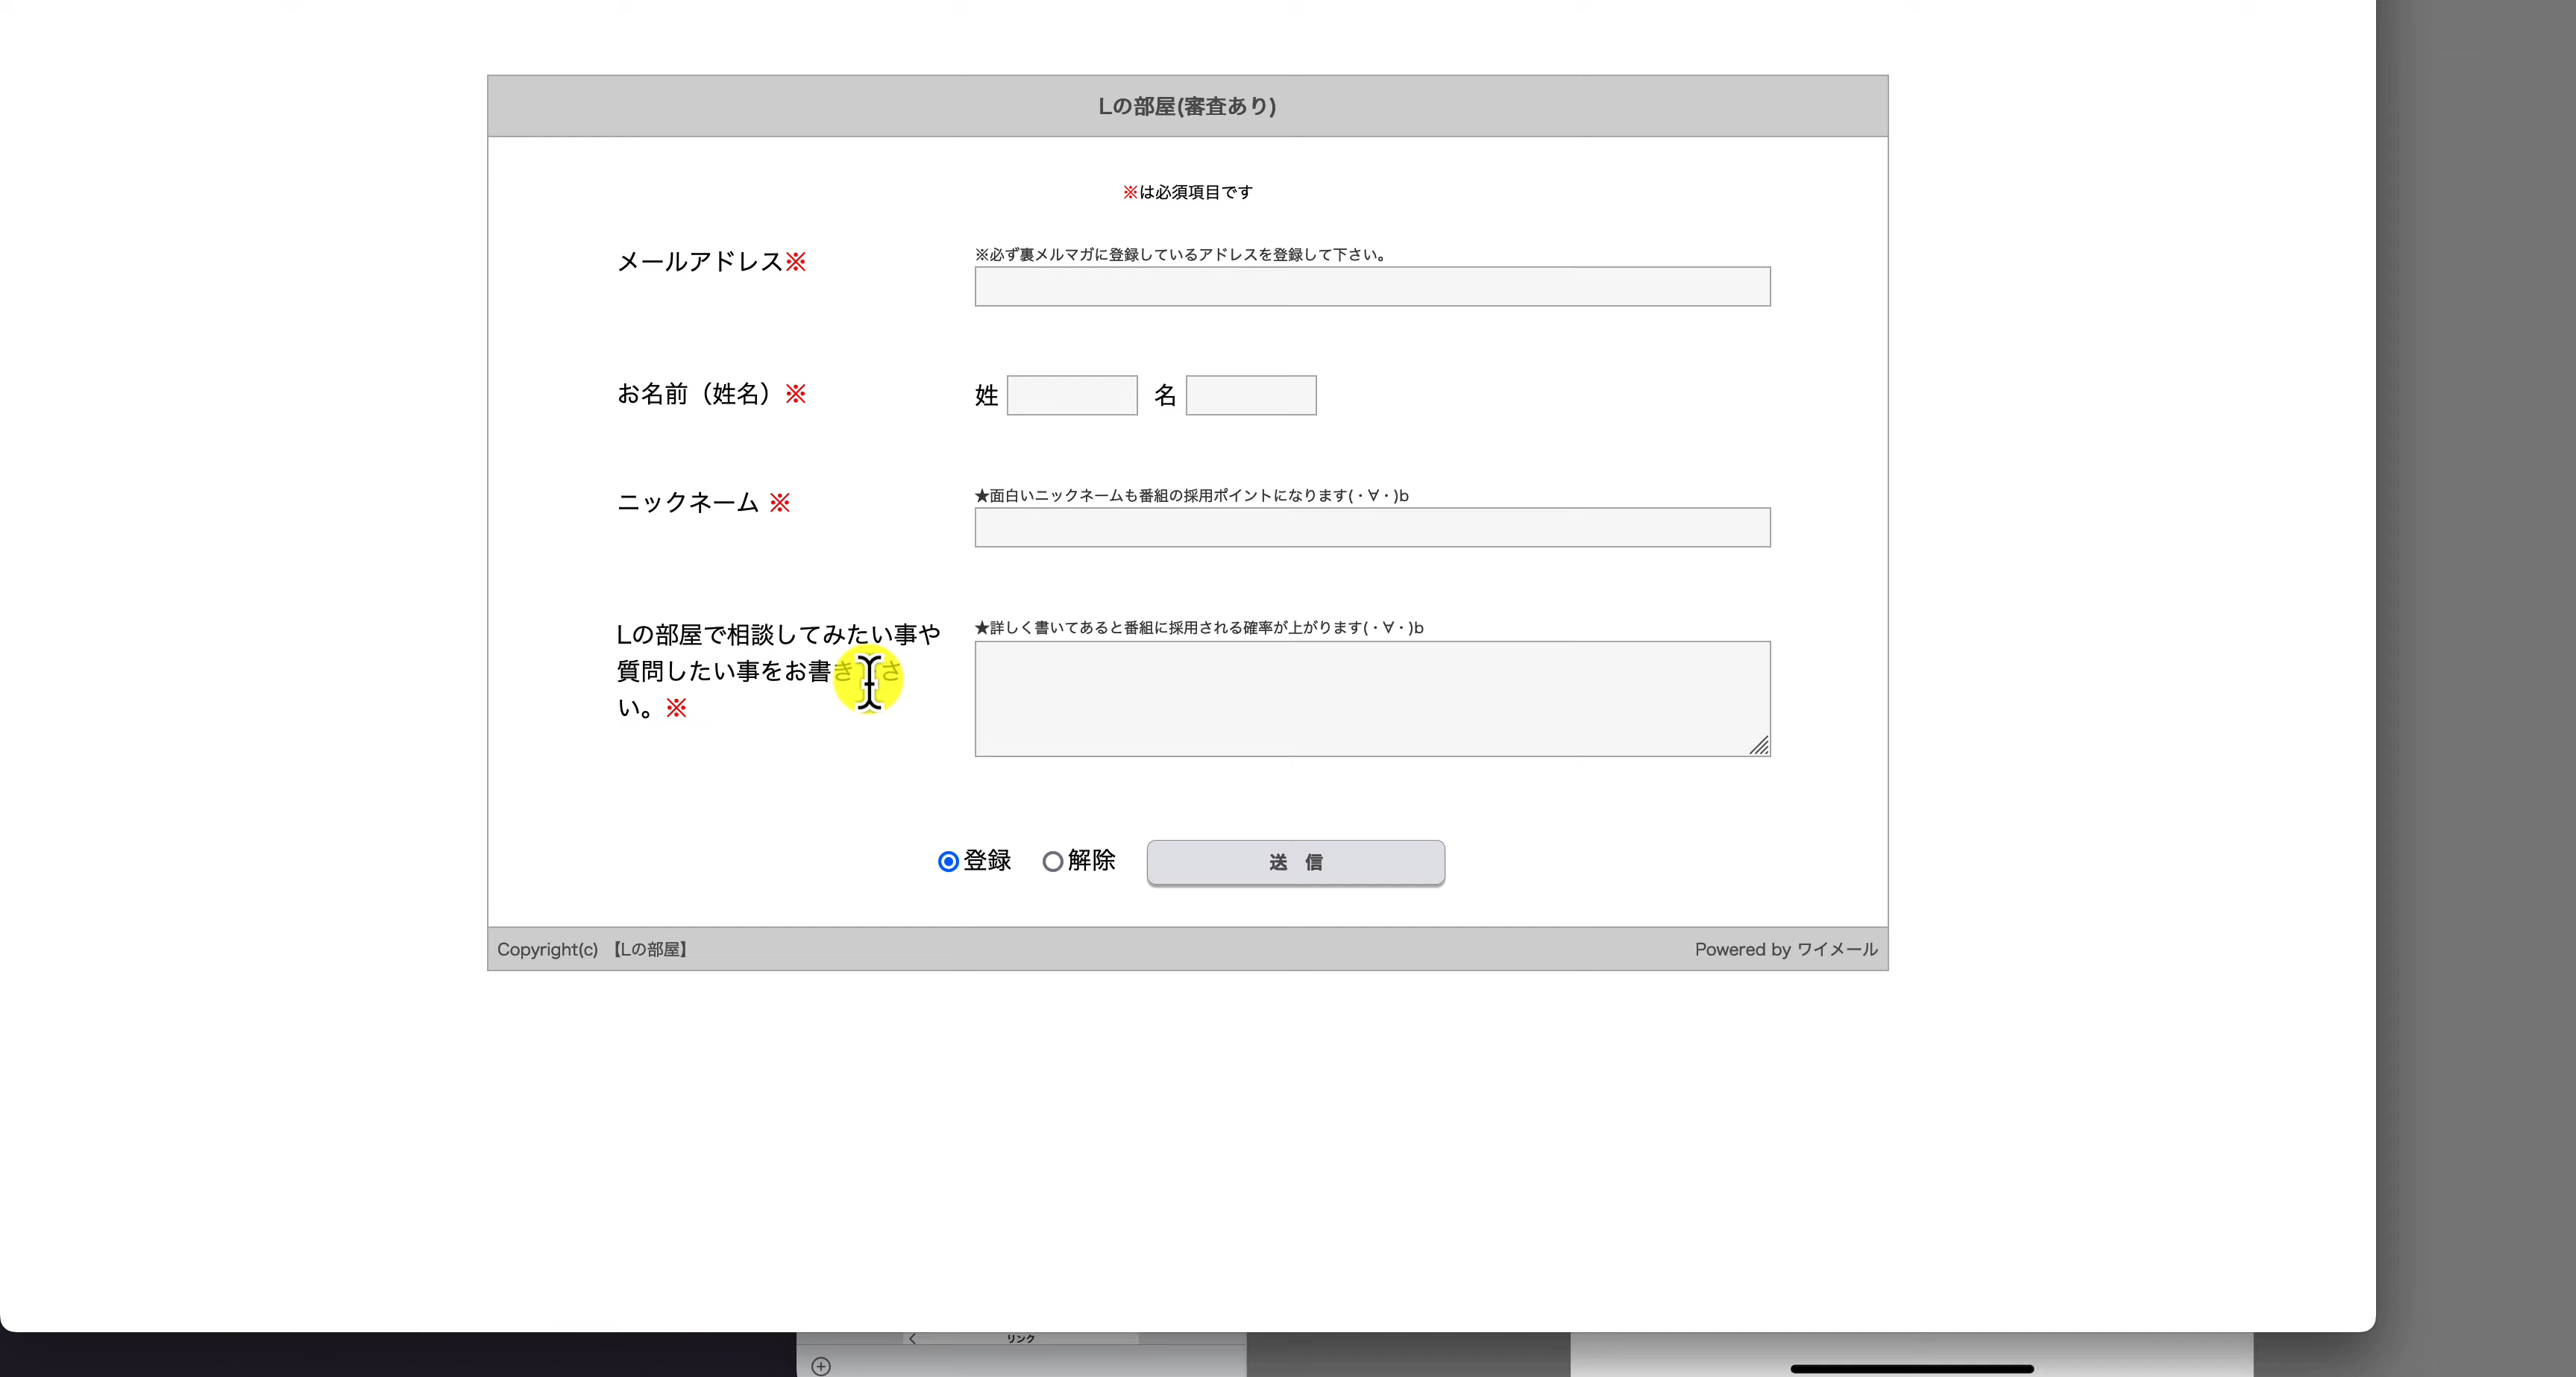 Lの部屋(審査あり)
※は必須項目です
メールアドレス※
※必ず裏メルマガに登録しているアドレスを登録して下さい。
お名前（姓名）※
姓 名
ニックネーム ※
★面白いニックネームも番組の採用ポイントになります(・∀・)b
Lの部屋で相談してみたい事や
質問したい事をお書き さ
い。※
★詳しく書いてあると番組に採用される確率が上がります(・∀・)b
登録 解除 送 信
Copyright(c) 【Lの部屋】 Powered by ワイメール
リンク